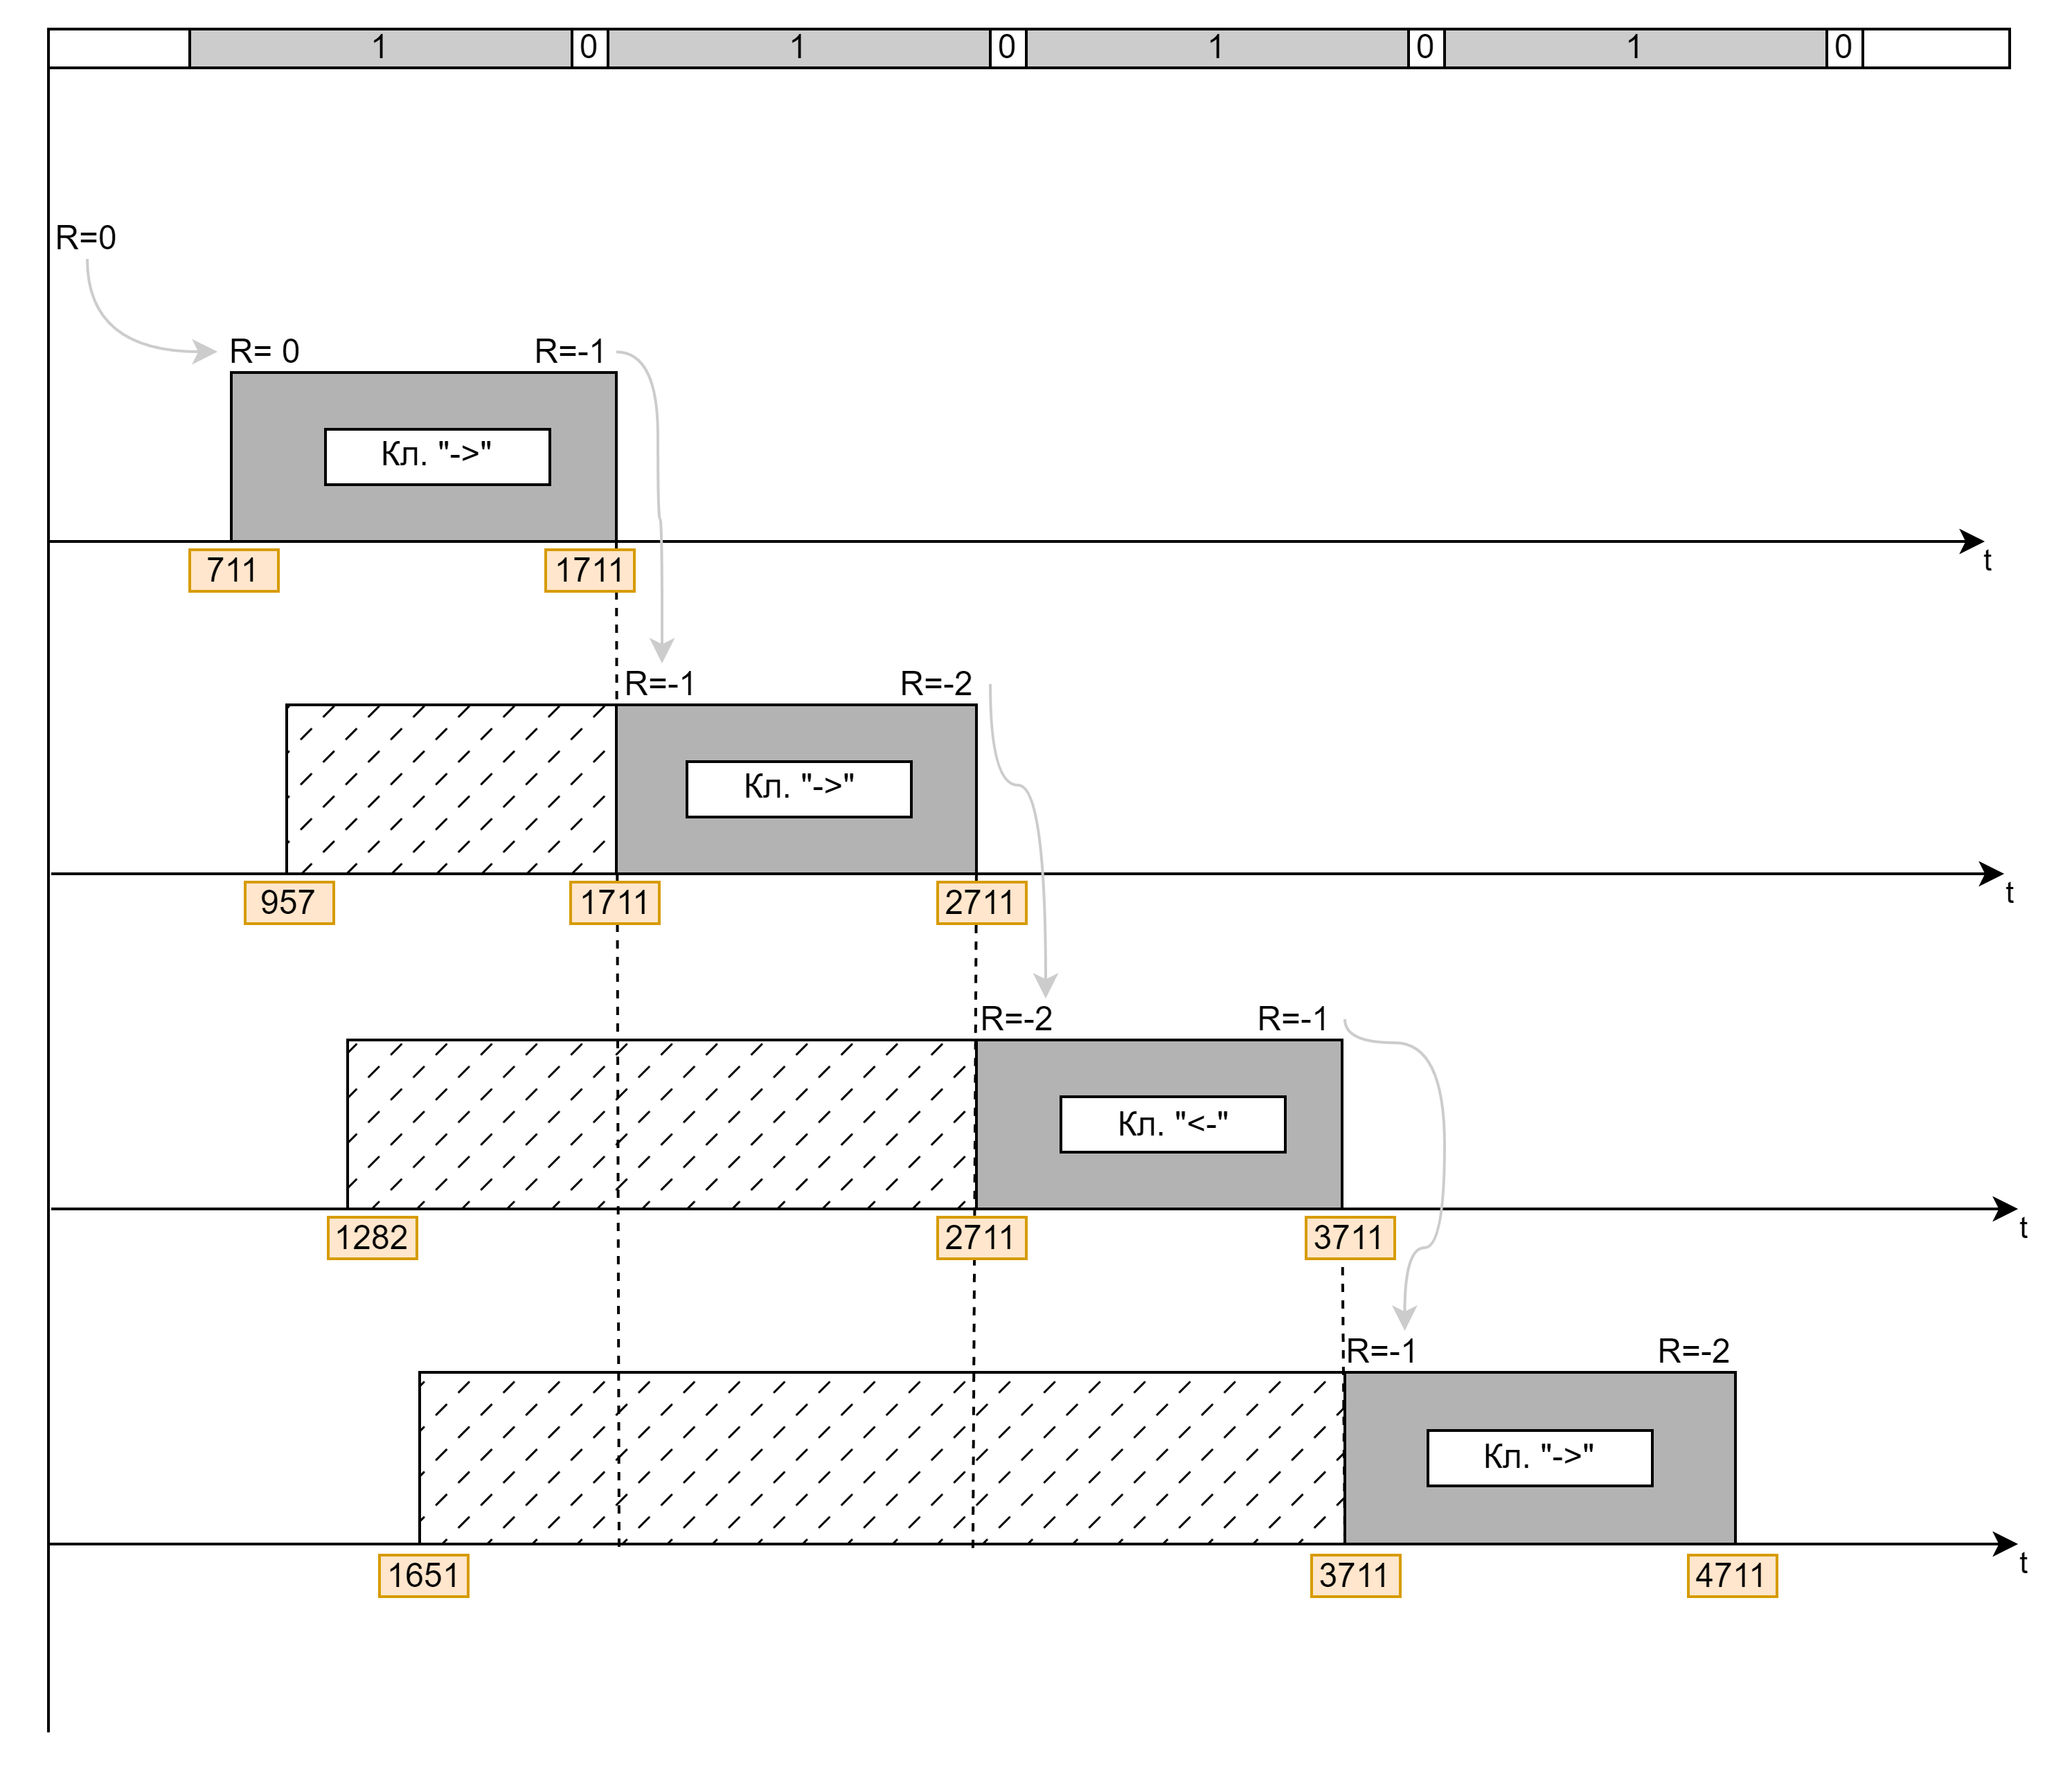 1 0 1 0 1 0 1 0
R=0
R= 0 R=-1
Кл. "->"
711 1711
t
R=-1 R=-2
Кл. "->"
957 1711 2711
t
R=-2 R=-1
Кл. "<-"
1282 2711 3711
t
R=-1 R=-2
Кл. "->"
1651 3711 4711
t